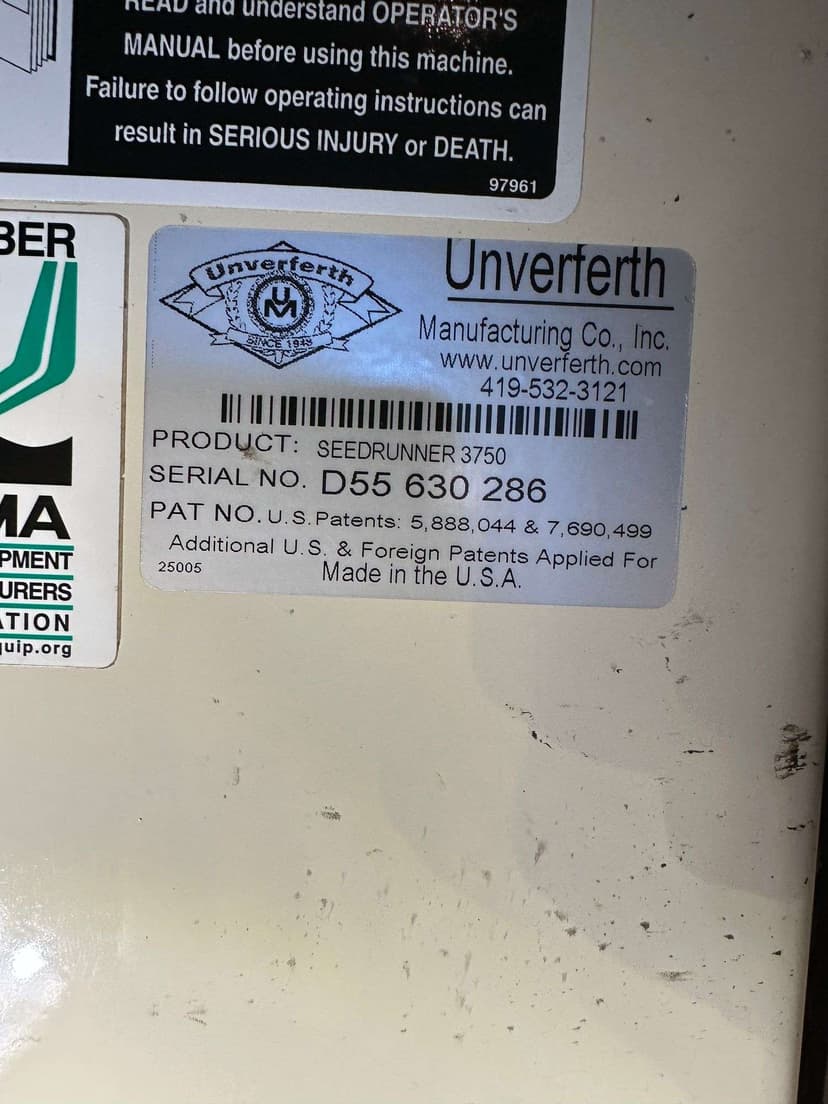 READ and understand OPERATOR'S
MANUAL before using this machine.
Failure to follow operating instructions can
result in SERIOUS INJURY or DEATH.
97961
BER
MA
PMENT
URERS
ATION
quip.org
Unverferth
UM
SINCE 1948
Unverferth
Manufacturing Co., Inc.
www.unverferth.com
419-532-3121
PRODUCT: SEEDRUNNER 3750
SERIAL NO. D55 630 286
PAT NO. U.S. Patents: 5,888,044 & 7,690,499
Additional U.S. & Foreign Patents Applied For
25005 Made in the U.S.A.